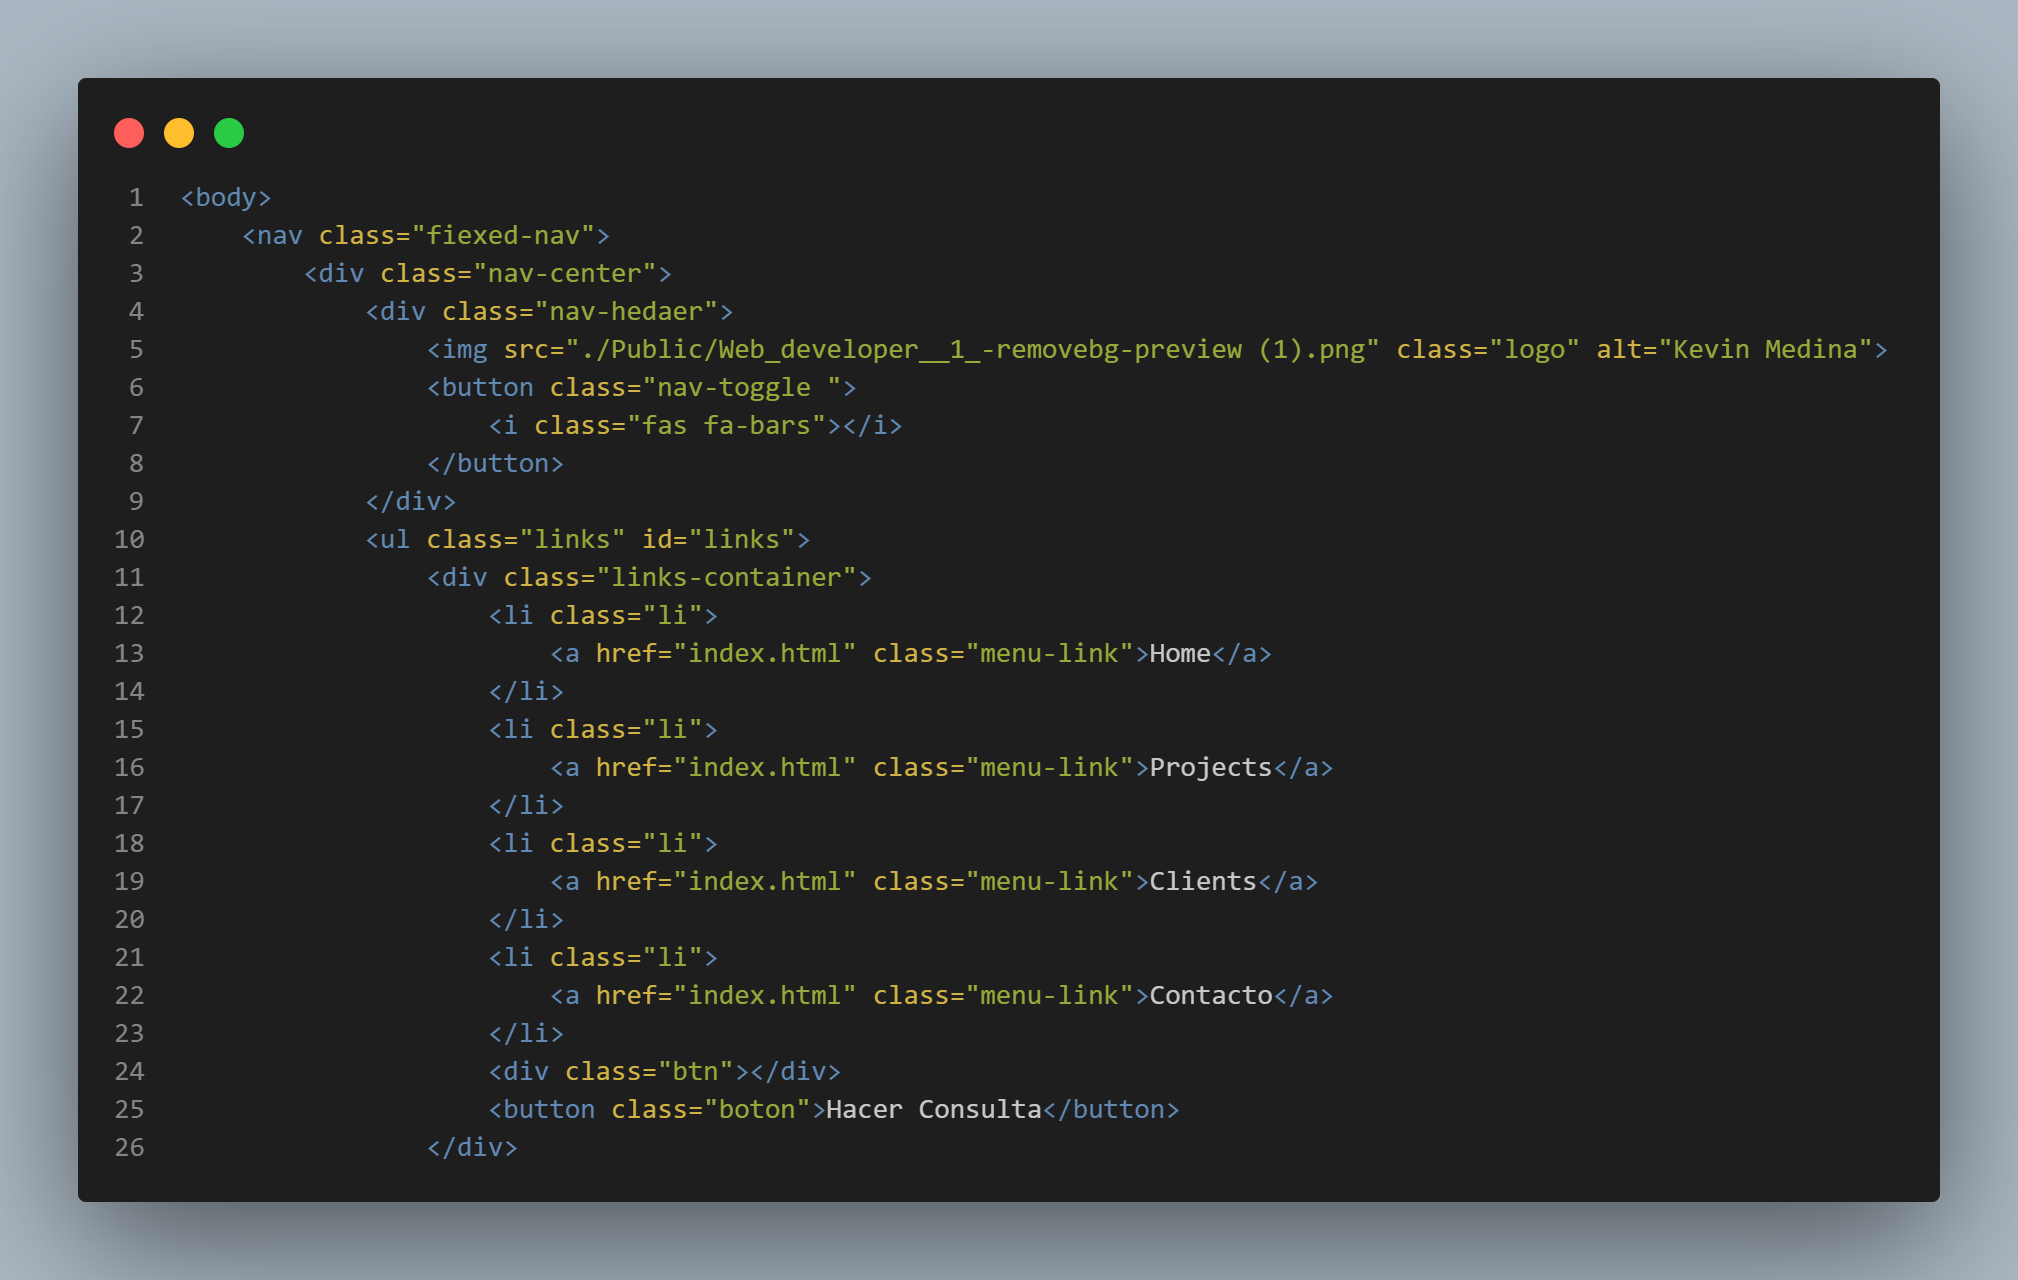 1 <body>
2     <nav class="fiexed-nav">
3         <div class="nav-center">
4             <div class="nav-hedaer">
5                 <img src="./Public/Web_developer__1_-removebg-preview (1).png" class="logo" alt="Kevin Medina">
6                 <button class="nav-toggle ">
7                     <i class="fas fa-bars"></i>
8                 </button>
9             </div>
10             <ul class="links" id="links">
11                 <div class="links-container">
12                     <li class="li">
13                         <a href="index.html" class="menu-link">Home</a>
14                     </li>
15                     <li class="li">
16                         <a href="index.html" class="menu-link">Projects</a>
17                     </li>
18                     <li class="li">
19                         <a href="index.html" class="menu-link">Clients</a>
20                     </li>
21                     <li class="li">
22                         <a href="index.html" class="menu-link">Contacto</a>
23                     </li>
24                     <div class="btn"></div>
25                     <button class="boton">Hacer Consulta</button>
26                 </div>